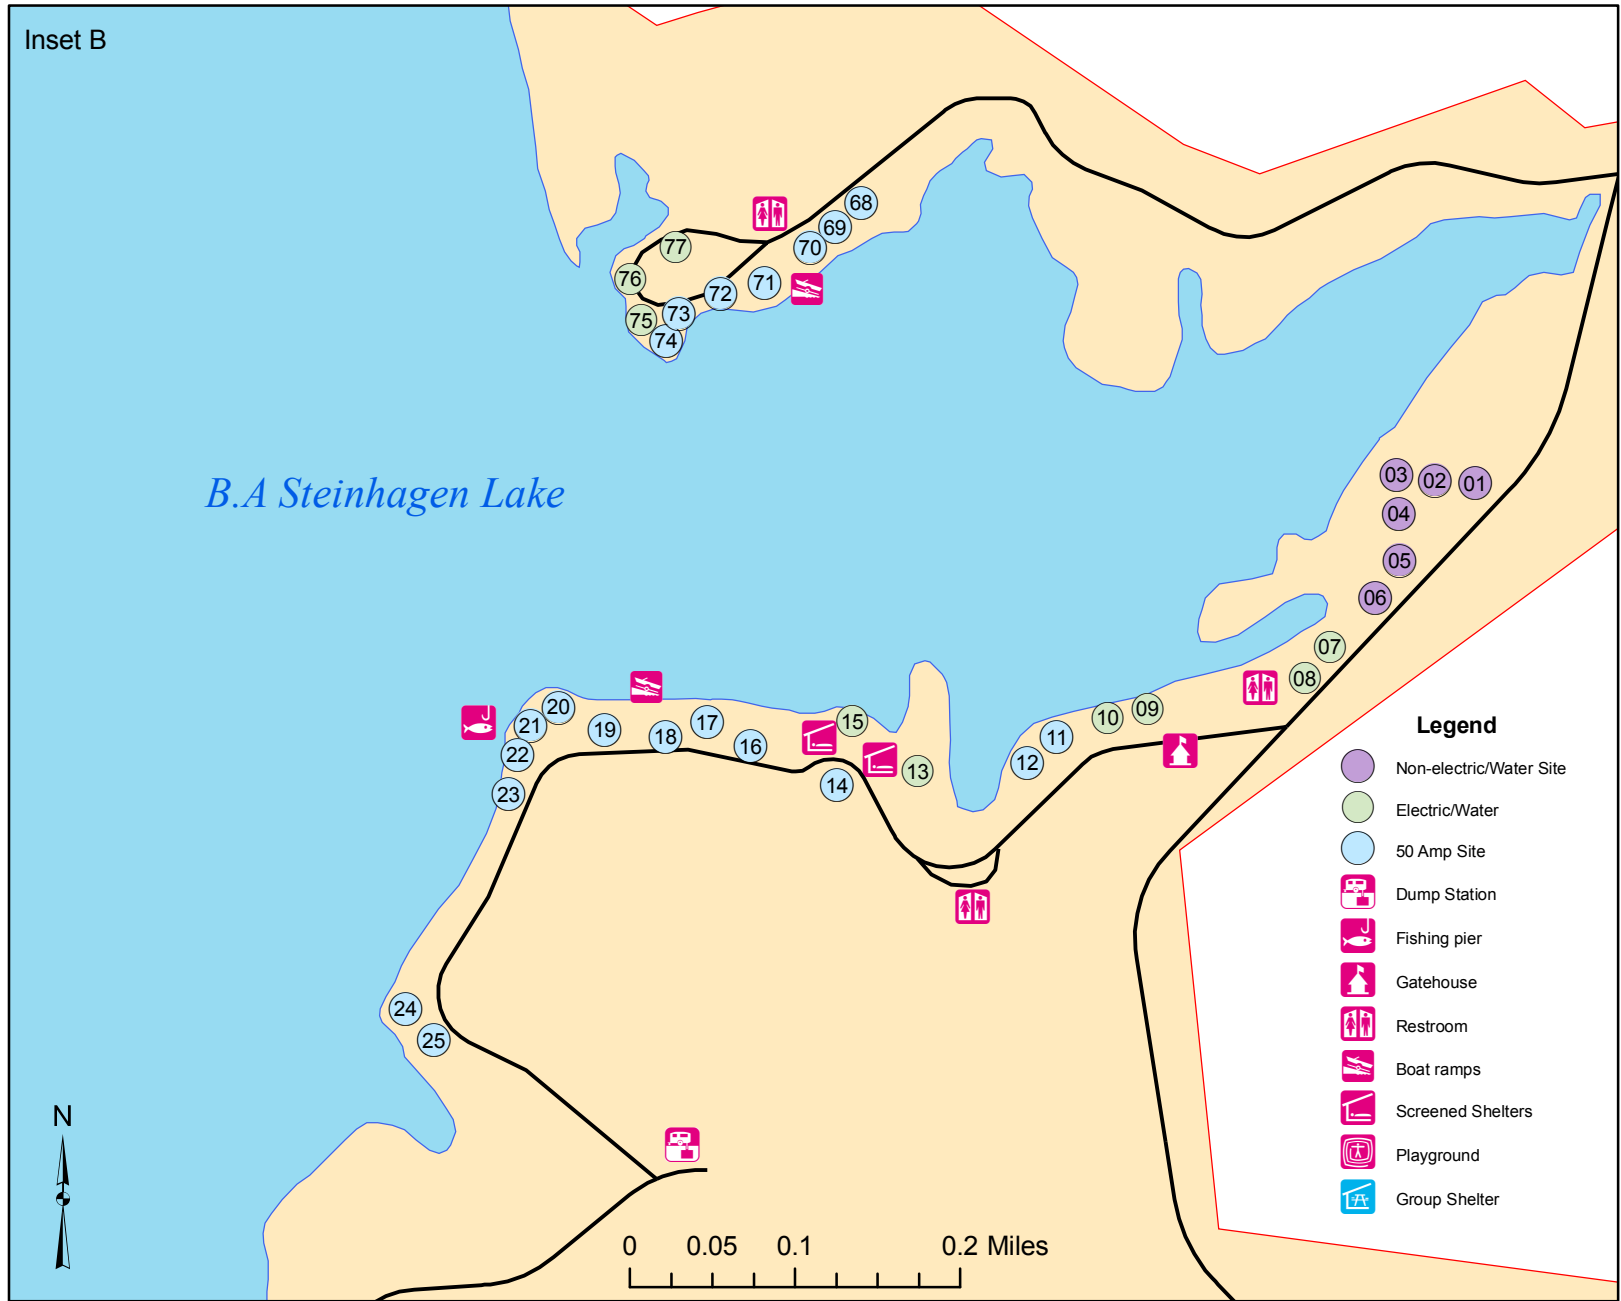 Inset B
68
69
70
77
76
71
72
73
75
74
B.A Steinhagen Lake
03 02 01
04
05
06
07
08
09
10
15
17
20
21
19
18
16
11
22
12
13
14
23
24
25
Legend
Non-electric/Water Site
Electric/Water
50 Amp Site
Dump Station
Fishing pier
Gatehouse
Restroom
Boat ramps
Screened Shelters
Playground
Group Shelter
N
0 0.05 0.1 0.2 Miles